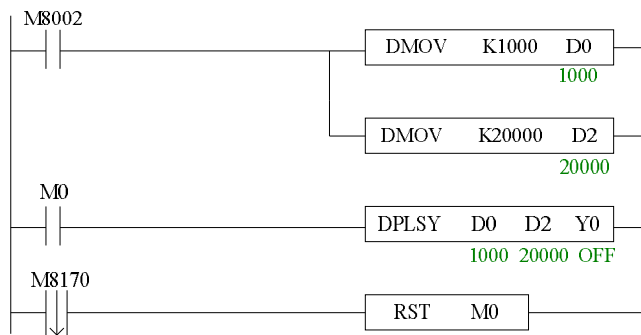 M8002
DMOV K1000 D0
1000
DMOV K20000 D2
20000
M0
DPLSY D0 D2 Y0
1000 20000 OFF
M8170
RST M0